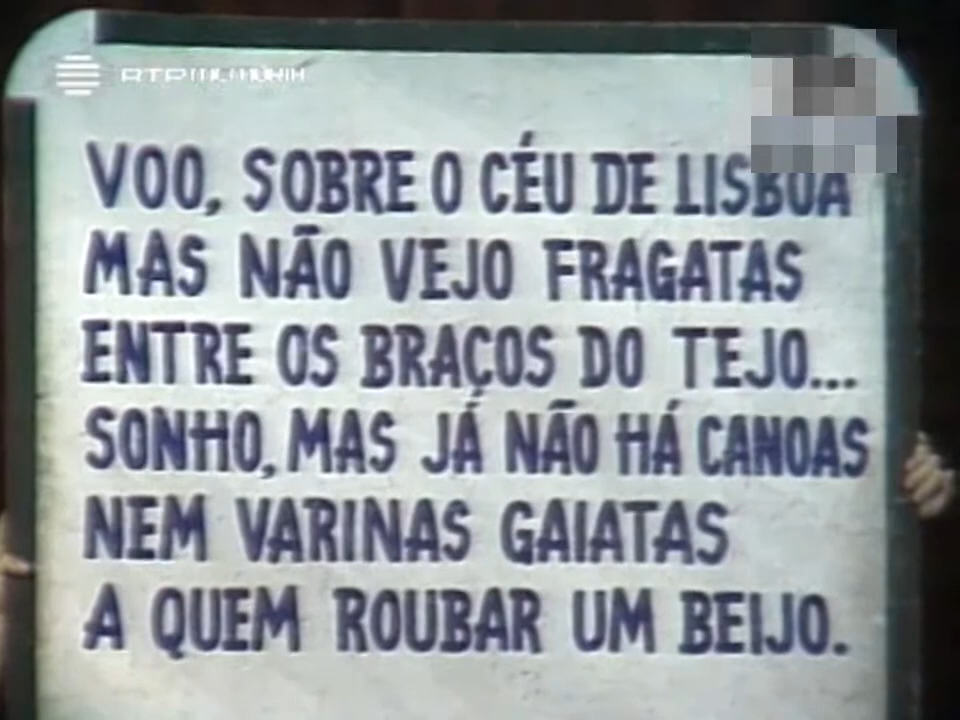 VOO, SOBRE O CÉU DE LISBOA
MAS NÃO VEJO FRAGATAS
ENTRE OS BRAÇOS DO TEJO...
SONHO, MAS JÁ NÃO HÁ CANOAS
NEM VARINAS GAIATAS
A QUEM ROUBAR UM BEIJO.